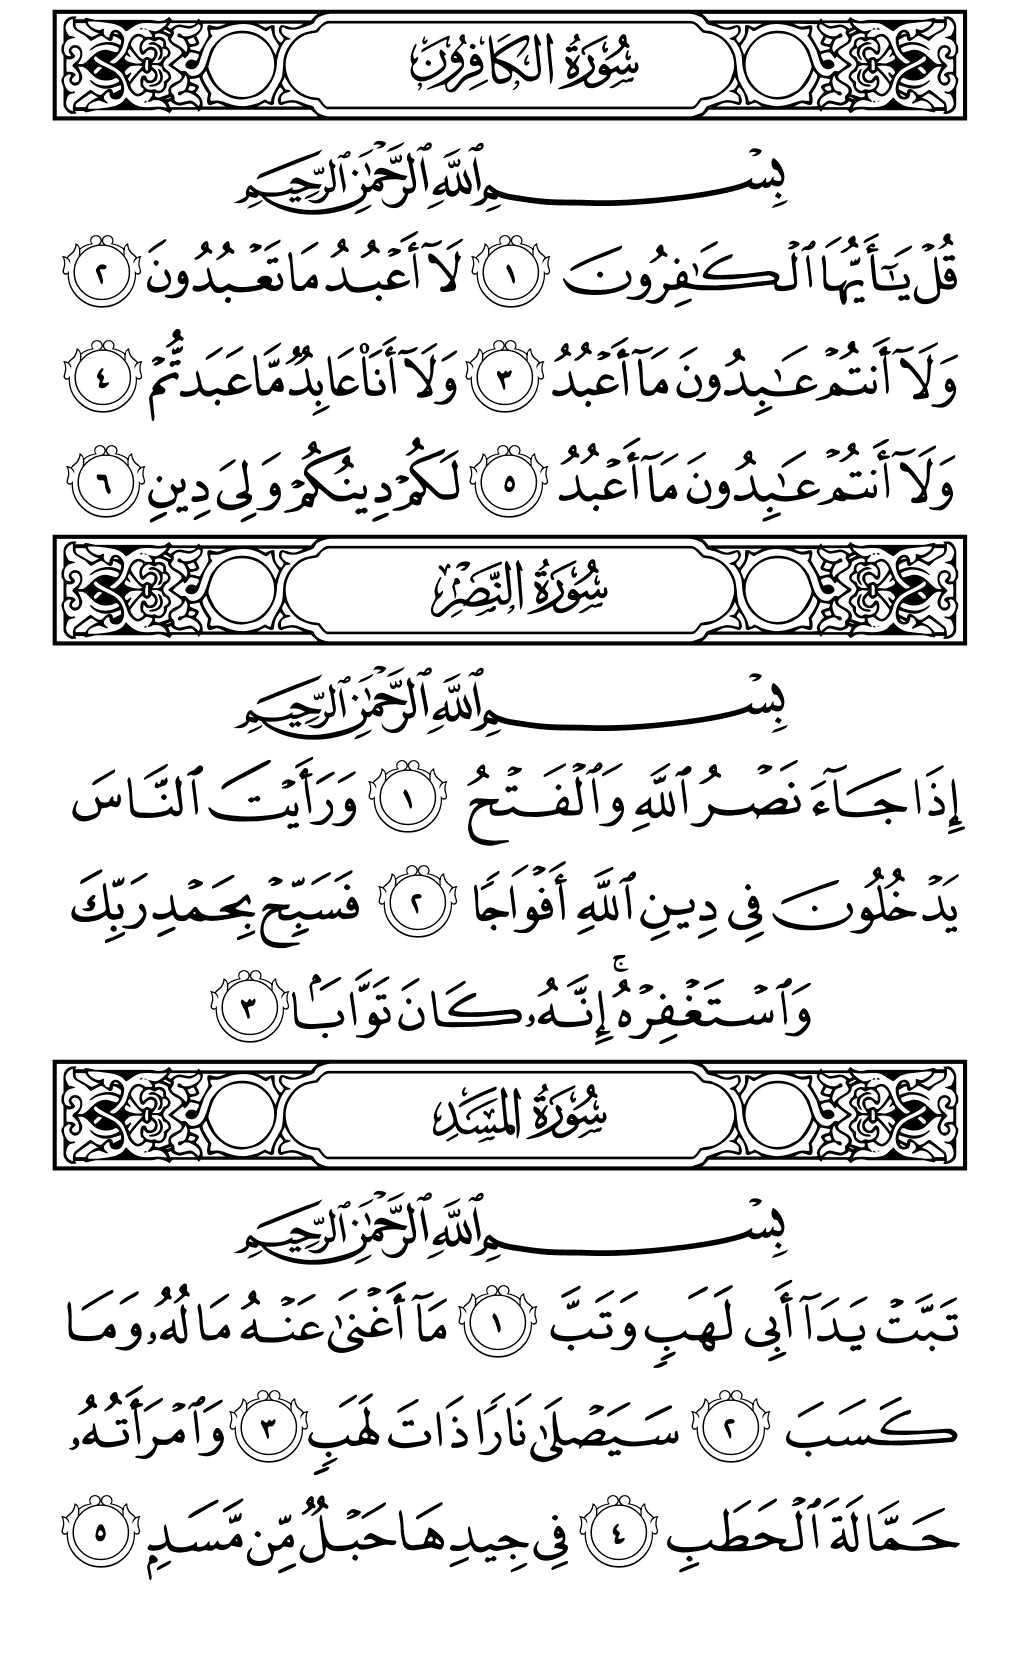 سُورَةُ الكَافِرُونَ
بِسْمِ ٱللَّهِ ٱلرَّحْمَٰنِ ٱلرَّحِيمِ
قُلْ يَٰٓأَيُّهَا ٱلْكَٰفِرُونَ ١ لَآ أَعْبُدُ مَا تَعْبُدُونَ ٢
وَلَآ أَنتُمْ عَٰبِدُونَ مَآ أَعْبُدُ ٣ وَلَآ أَنَا۠ عَابِدٌ مَّا عَبَدتُّمْ ٤
وَلَآ أَنتُمْ عَٰبِدُونَ مَآ أَعْبُدُ ٥ لَكُمْ دِينُكُمْ وَلِىَ دِينِ ٦
سُورَةُ النَّصْرِ
بِسْمِ ٱللَّهِ ٱلرَّحْمَٰنِ ٱلرَّحِيمِ
إِذَا جَآءَ نَصْرُ ٱللَّهِ وَٱلْفَتْحُ ١ وَرَأَيْتَ ٱلنَّاسَ
يَدْخُلُونَ فِى دِينِ ٱللَّهِ أَفْوَاجًا ٢ فَسَبِّحْ بِحَمْدِ رَبِّكَ
وَٱسْتَغْفِرْهُ ۚ إِنَّهُۥ كَانَ تَوَّابَۢا ٣
سُورَةُ المَسَدِ
بِسْمِ ٱللَّهِ ٱلرَّحْمَٰنِ ٱلرَّحِيمِ
تَبَّتْ يَدَآ أَبِى لَهَبٍ وَتَبَّ ١ مَآ أَغْنَىٰ عَنْهُ مَالُهُۥ وَمَا
كَسَبَ ٢ سَيَصْلَىٰ نَارًا ذَاتَ لَهَبٍ ٣ وَٱمْرَأَتُهُۥ
حَمَّالَةَ ٱلْحَطَبِ ٤ فِى جِيدِهَا حَبْلٌ مِّن مَّسَدٍۭ ٥